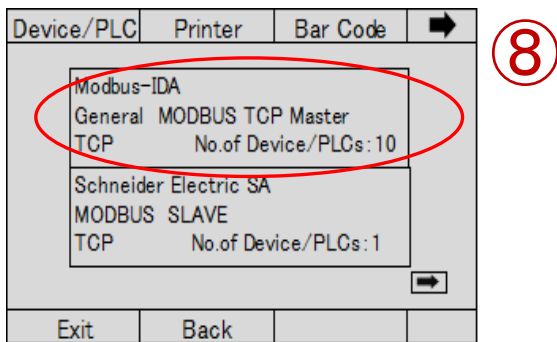 Device/PLC Printer Bar Code ➡
⑧
Modbus-IDA
General MODBUS TCP Master
TCP No.of Device/PLCs:10
Schneider Electric SA
MODBUS SLAVE
TCP No.of Device/PLCs:1
➡
Exit Back